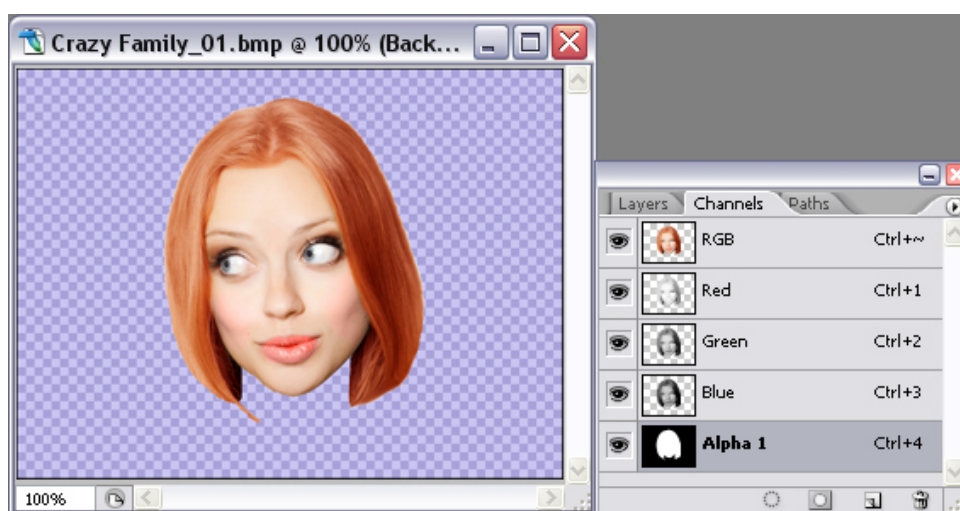 Crazy Family_01.bmp @ 100% (Back...
Layers Channels Paths
RGB Ctrl+~
Red Ctrl+1
Green Ctrl+2
Blue Ctrl+3
Alpha 1 Ctrl+4
100%